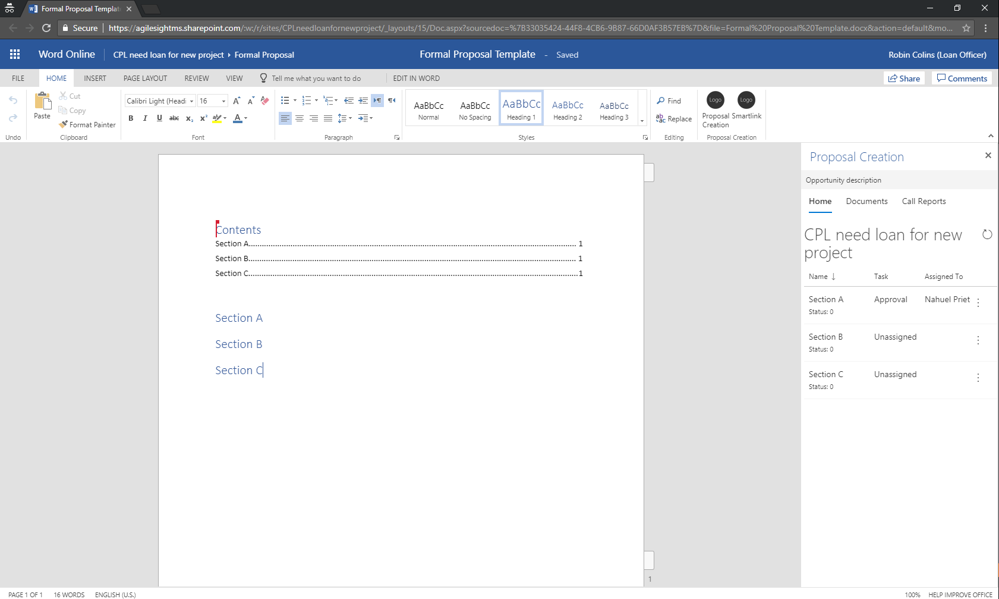 Formal Proposal Templat
Secure
https://agilesightms.sharepoint.com/:w:/r/sites/CPLneedloanfornewproject/_layouts/15/Doc.aspx?sourcedoc=%7B33035424-44F8-4CB6-9B87-66D0AF3B57EB%7D&file=Formal%20Proposal%20Template.docx&action=default&mo...
Word Online
CPL need loan for new project
Formal Proposal
Formal Proposal Template - Saved
Robin Colins (Loan Officer)
FILE
HOME
INSERT
PAGE LAYOUT
REVIEW
VIEW
Tell me what you want to do
EDIT IN WORD
Share
Comments
Paste
Cut
Copy
Format Painter
Calibri Light (Headi
16
B I U abc x₂ x² ab A
AaBbCc
Normal
AaBbCc
No Spacing
AaBbCc
Heading 1
AaBbCc
Heading 2
AaBbCc
Heading 3
Find
Replace
Logo
Proposal
Creation
Logo
Smartlink
Undo
Clipboard
Font
Paragraph
Styles
Editing
Proposal Creation
Contents
Section A........................................ 1
Section B........................................ 1
Section C........................................1
Section A
Section B
Section C
1
Proposal Creation
Opportunity description
Home
Documents
Call Reports
CPL need loan for new
project
Name ↓ Task Assigned To
Section A Approval Nahuel Priet
Status: 0
Section B Unassigned
Status: 0
Section C Unassigned
Status: 0
PAGE 1 OF 1
16 WORDS
ENGLISH (U.S.)
100%
HELP IMPROVE OFFICE